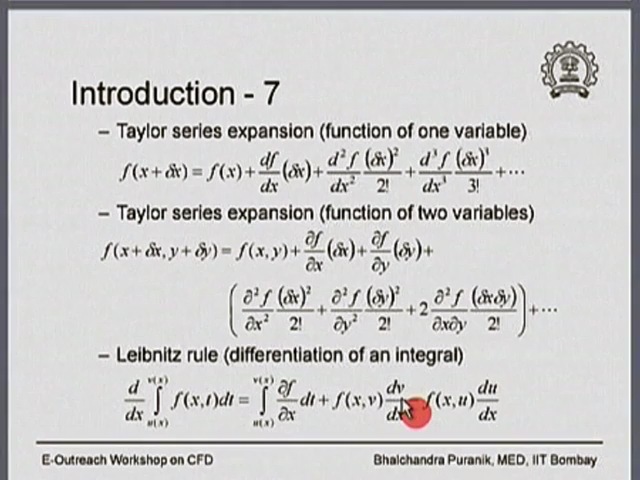 Introduction - 7
– Taylor series expansion (function of one variable)
f(x + δx) = f(x) + df/dx (δx) + d²f/dx² (δx)²/2! + d³f/dx³ (δx)³/3! + ⋯
– Taylor series expansion (function of two variables)
f(x + δx, y + δy) = f(x, y) + ∂f/∂x (δx) + ∂f/∂y (δy) +
( ∂²f/∂x² (δx)²/2! + ∂²f/∂y² (δy)²/2! + 2 ∂²f/∂x∂y (δxδy)/2! ) + ⋯
– Leibnitz rule (differentiation of an integral)
d/dx ∫_{u(x)}^{v(x)} f(x,t)dt = ∫_{u(x)}^{v(x)} ∂f/∂x dt + f(x,v) dv/dx f(x,u) du/dx
E-Outreach Workshop on CFD Bhalchandra Puranik, MED, IIT Bombay